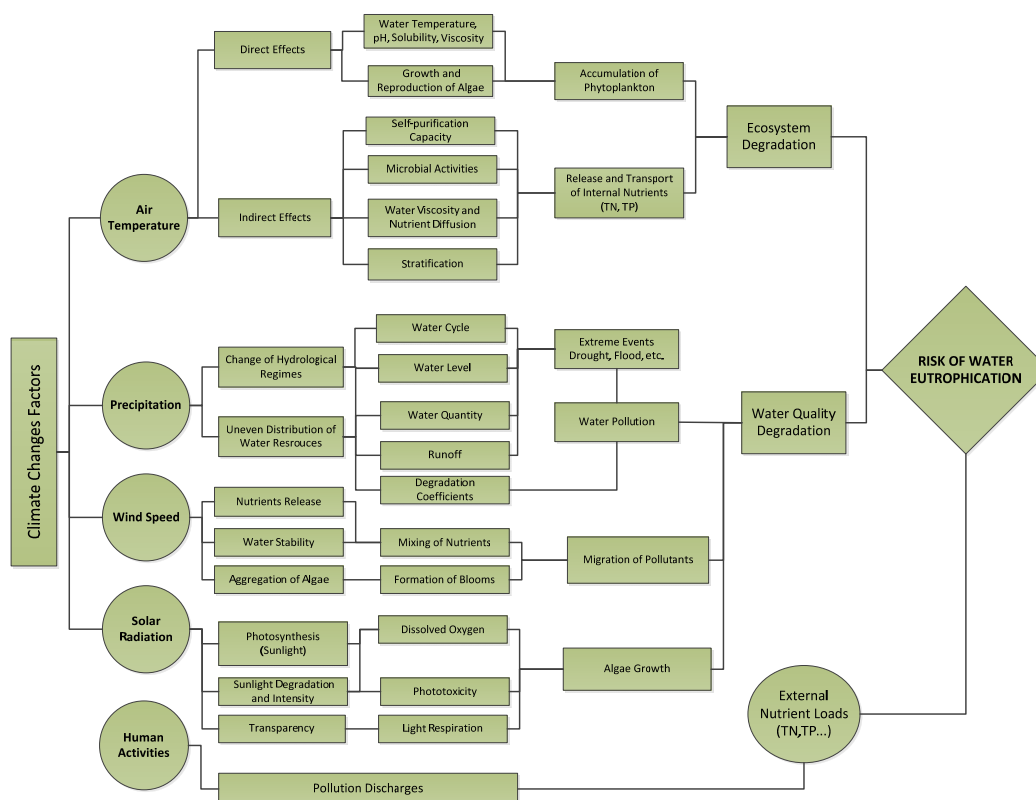 Climate Changes Factors
Air
Temperature
Direct Effects
Water Temperature,
pH, Solubility, Viscosity
Growth and
Reproduction of Algae
Accumulation of
Phytoplankton
Indirect Effects
Self-purification
Capacity
Microbial Activities
Water Viscosity and
Nutrient Diffusion
Stratification
Release and Transport
of Internal Nutrients
(TN, TP)
Ecosystem
Degradation
Precipitation
Change of Hydrological
Regimes
Uneven Distribution of
Water Resrouces
Water Cycle
Water Level
Water Quantity
Runoff
Degradation
Coefficients
Extreme Events
Drought, Flood, etc.
Water Pollution
Water Quality
Degradation
Wind Speed
Nutrients Release
Water Stability
Aggregation of Algae
Mixing of Nutrients
Formation of Blooms
Migration of Pollutants
Solar
Radiation
Photosynthesis
(Sunlight)
Sunlight Degradation
and Intensity
Transparency
Dissolved Oxygen
Phototoxicity
Light Respiration
Algae Growth
Human
Activities
Pollution Discharges
External
Nutrient Loads
(TN,TP...)
RISK OF WATER
EUTROPHICATION